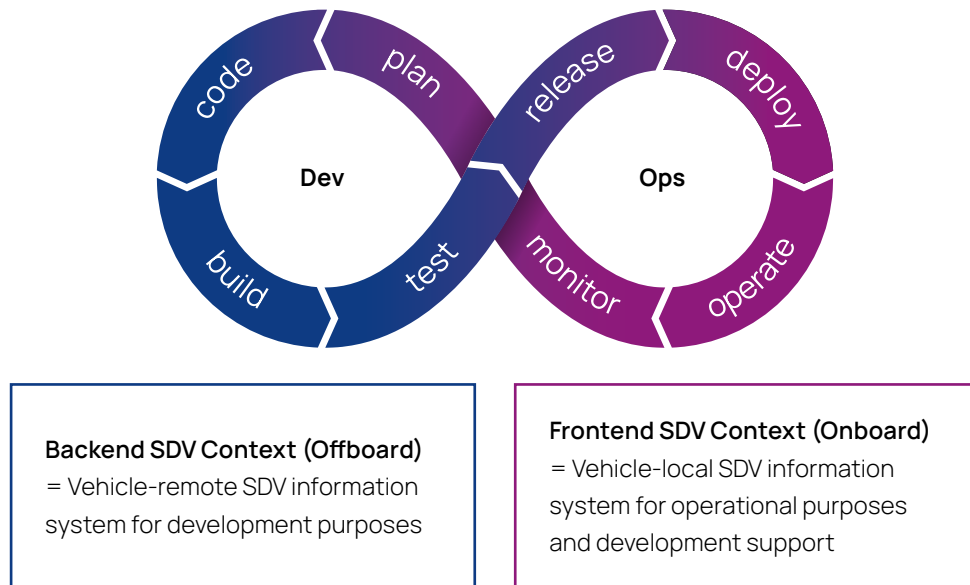 code
plan
release
deploy
Dev
Ops
build
test
monitor
operate
Backend SDV Context (Offboard)
= Vehicle-remote SDV information
system for development purposes
Frontend SDV Context (Onboard)
= Vehicle-local SDV information
system for operational purposes
and development support